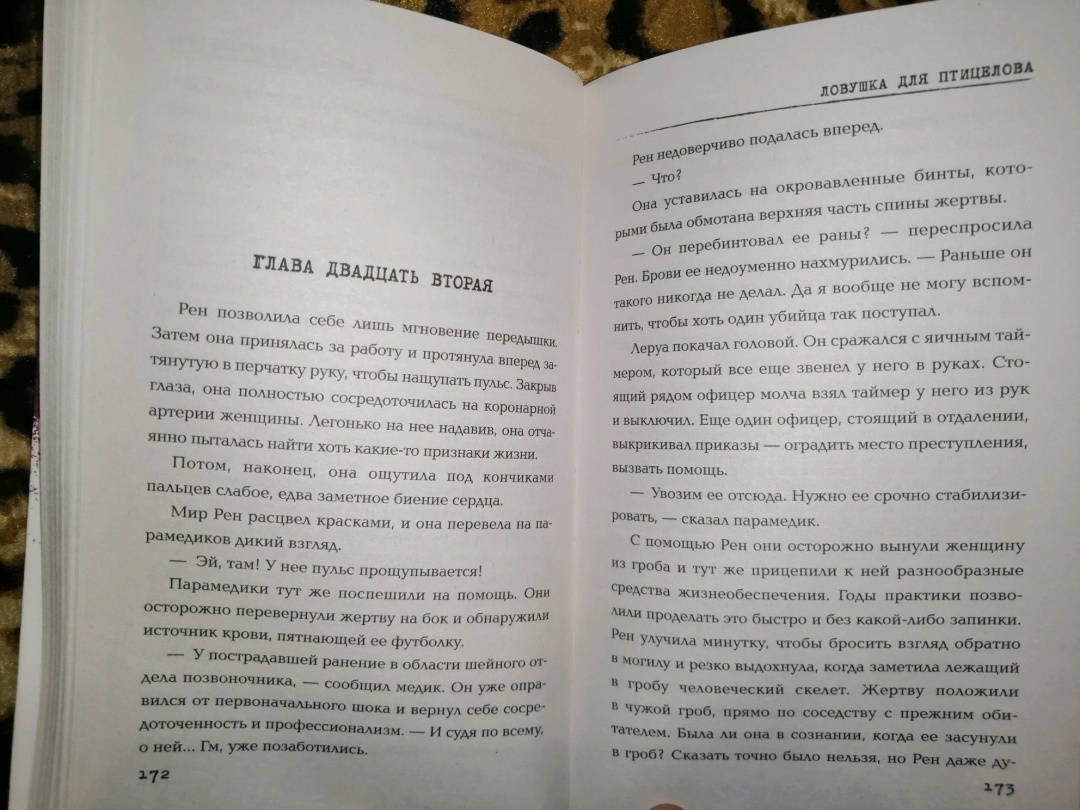 ГЛАВА ДВАДЦАТЬ ВТОРАЯ
Рен позволила себе лишь мгновение передышки.
Затем она принялась за работу и протянула вперед за-
тянутую в перчатку руку, чтобы нащупать пульс. Закрыв
глаза, она полностью сосредоточилась на коронарной
артерии женщины. Легонько на нее надавив, она отча-
янно пыталась найти хоть какие-то признаки жизни.
Потом, наконец, она ощутила под кончиками
пальцев слабое, едва заметное биение сердца.
Мир Рен расцвел красками, и она перевела на па-
рамедиков дикий взгляд.
— Эй, там! У нее пульс прощупывается!
Парамедики тут же поспешили на помощь. Они
осторожно перевернули жертву на бок и обнаружили
источник крови, пятнающей ее футболку.
— У пострадавшей ранение в области шейного от-
дела позвоночника, — сообщил медик. Он уже опра-
вился от первоначального шока и вернул себе сосре-
доточенность и профессионализм. — И судя по всему,
о ней... Гм, уже позаботились.
172
ЛОВУШКА ДЛЯ ПТИЦЕЛОВА
Рен недоверчиво подалась вперед.
— Что?
Она уставилась на окровавленные бинты, кото-
рыми была обмотана верхняя часть спины жертвы.
— Он перебинтовал ее раны? — переспросила
Рен. Брови ее недоуменно нахмурились. — Раньше он
такого никогда не делал. Да я вообще не могу вспом-
нить, чтобы хоть один убийца так поступал.
Леруа покачал головой. Он сражался с яичным тай-
мером, который все еще звенел у него в руках. Сто-
ящий рядом офицер молча взял таймер у него из рук
и выключил. Еще один офицер, стоящий в отдалении,
выкрикивал приказы — оградить место преступления,
вызвать помощь.
— Увозим ее отсюда. Нужно ее срочно стабилизи-
ровать, — сказал парамедик.
С помощью Рен они осторожно вынули женщину
из гроба и тут же прицепили к ней разнообразные
средства жизнеобеспечения. Годы практики позво-
лили проделать это быстро и без какой-либо запинки.
Рен улучила минутку, чтобы бросить взгляд обратно
в могилу и резко выдохнула, когда заметила лежащий
в гробу человеческий скелет. Жертву положили
в чужой гроб, прямо по соседству с прежним оби-
тателем. Была ли она в сознании, когда ее засунули
в гроб? Сказать точно было нельзя, но Рен даже ду-
173